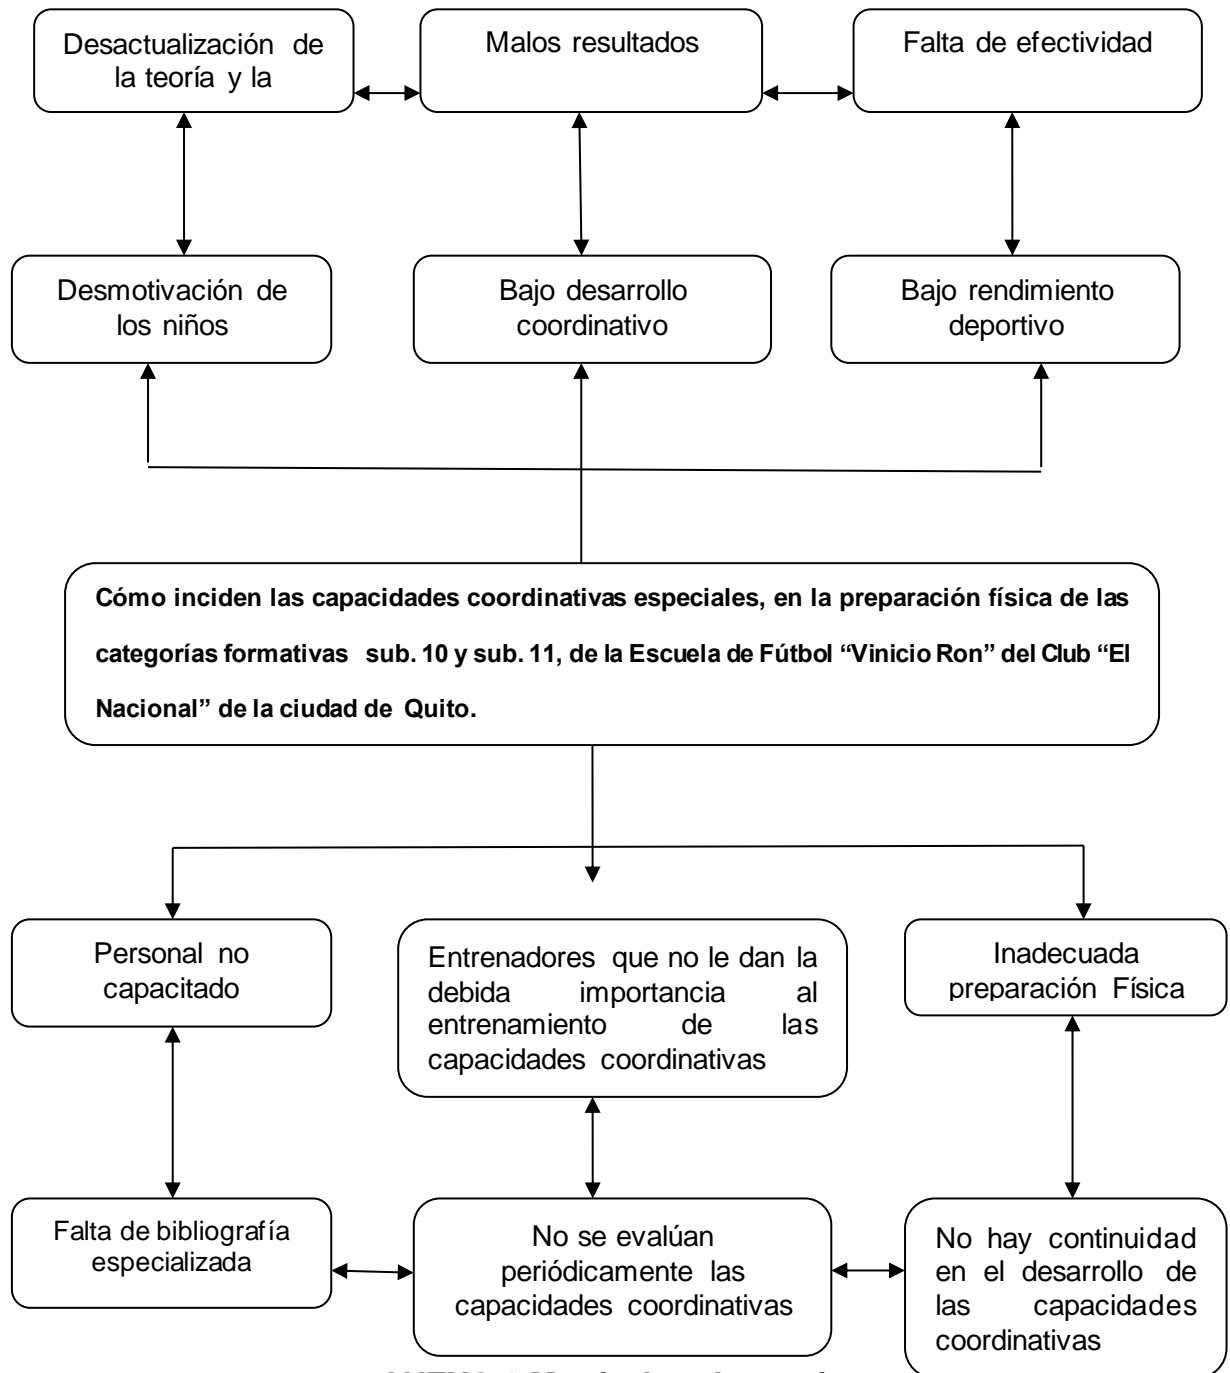 Desactualización de
la teoría y la
Malos resultados
Falta de efectividad
Desmotivación de
los niños
Bajo desarrollo
coordinativo
Bajo rendimiento
deportivo
Cómo inciden las capacidades coordinativas especiales, en la preparación física de las
categorías formativas sub. 10 y sub. 11, de la Escuela de Fútbol “Vinicio Ron” del Club “El
Nacional” de la ciudad de Quito.
Personal no
capacitado
Entrenadores que no le dan la
debida importancia al
entrenamiento de las
capacidades coordinativas
Inadecuada
preparación Física
Falta de bibliografía
especializada
No se evalúan
periódicamente las
capacidades coordinativas
No hay continuidad
en el desarrollo de
las capacidades
coordinativas